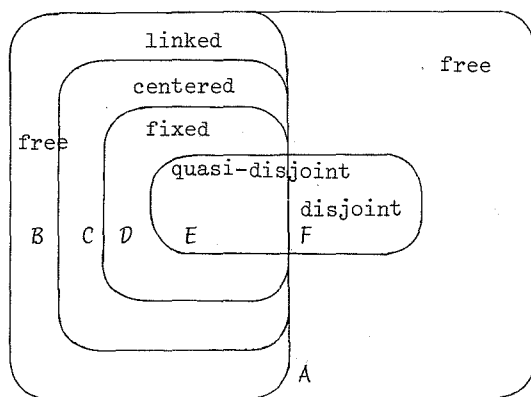 linked
free
centered
fixed
free
quasi-disjoint
disjoint
B C D E F
A